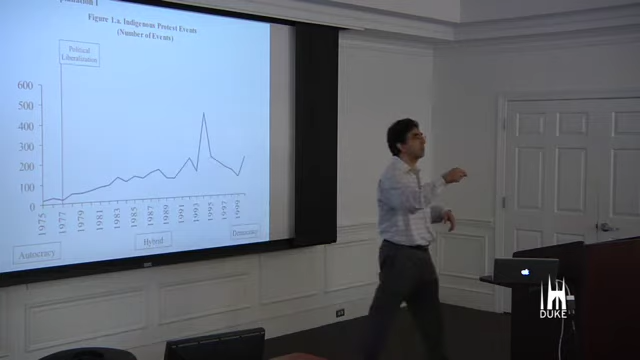 Figure 1.a. Indigenous Protest Events
(Number of Events)
Political
Liberalization
600
500
400
300
200
100
0
1975
1977
1979
1981
1983
1985
1987
1989
1991
1993
1995
1997
1999
Autocracy
Hybrid
Democracy
DUKE